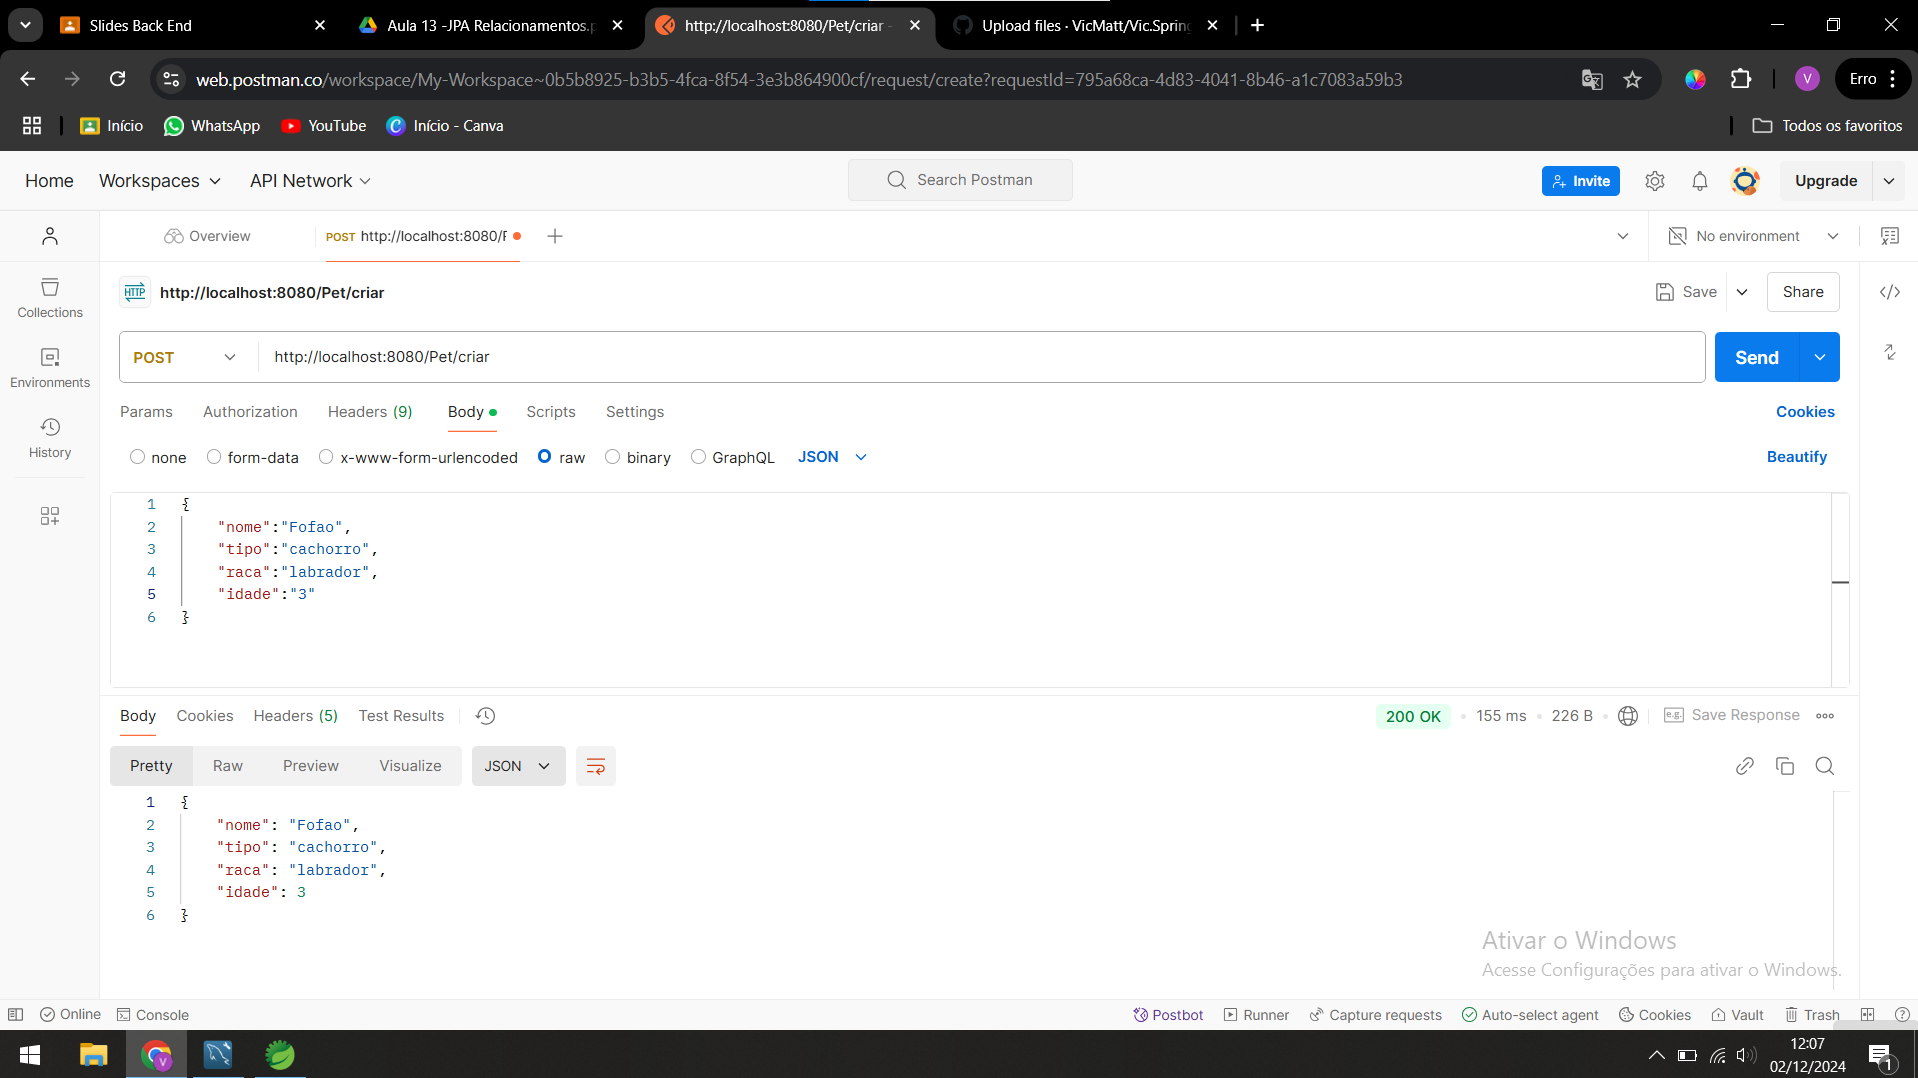 Slides Back End
Aula 13 -JPA Relacionamentos.p
http://localhost:8080/Pet/criar -
Upload files · VicMatt/Vic.Spring
web.postman.co/workspace/My-Workspace~0b5b8925-b3b5-4fca-8f54-3e3b864900cf/request/create?requestId=795a68ca-4d83-4041-8b46-a1c7083a59b3
V
Erro
Início
WhatsApp
YouTube
Início - Canva
Todos os favoritos
Home
Workspaces
API Network
Search Postman
Invite
Upgrade
Overview
POST http://localhost:8080/F
No environment
HTTP http://localhost:8080/Pet/criar
Save
Share
Collections
Environments
History
POST
http://localhost:8080/Pet/criar
Send
Params
Authorization
Headers (9)
Body
Scripts
Settings
Cookies
none
form-data
x-www-form-urlencoded
raw
binary
GraphQL
JSON
Beautify
1 {
2 "nome":"Fofao",
3 "tipo":"cachorro",
4 "raca":"labrador",
5 "idade":"3"
6 }
Body
Cookies
Headers (5)
Test Results
200 OK
155 ms
226 B
e.g. Save Response
Pretty
Raw
Preview
Visualize
JSON
1 {
2 "nome": "Fofao",
3 "tipo": "cachorro",
4 "raca": "labrador",
5 "idade": 3
6 }
Ativar o Windows
Acesse Configurações para ativar o Windows.
Online
Console
Postbot
Runner
Capture requests
Auto-select agent
Cookies
Vault
Trash
V
12:07
02/12/2024
1